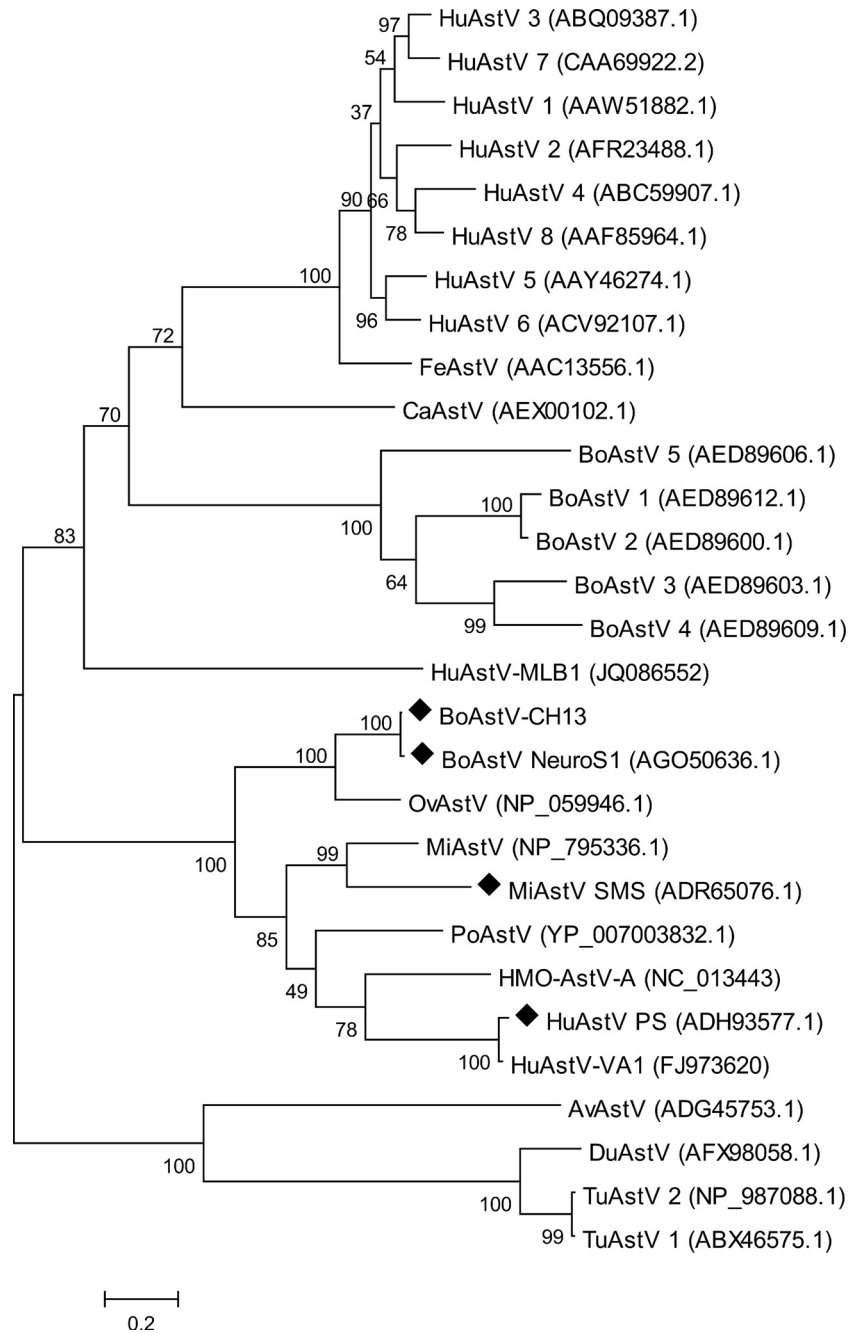 HuAstV 3 (ABQ09387.1)
97
54
HuAstV 7 (CAA69922.2)
HuAstV 1 (AAW51882.1)
37
HuAstV 2 (AFR23488.1)
HuAstV 4 (ABC59907.1)
90
66
78
HuAstV 8 (AAF85964.1)
100
HuAstV 5 (AAY46274.1)
96
HuAstV 6 (ACV92107.1)
72
FeAstV (AAC13556.1)
CaAstV (AEX00102.1)
70
BoAstV 5 (AED89606.1)
BoAstV 1 (AED89612.1)
100
100
83
BoAstV 2 (AED89600.1)
64
BoAstV 3 (AED89603.1)
99
BoAstV 4 (AED89609.1)
HuAstV-MLB1 (JQ086552)
BoAstV-CH13
100
100
BoAstV NeuroS1 (AGO50636.1)
OvAstV (NP_059946.1)
MiAstV (NP_795336.1)
99
100
MiAstV SMS (ADR65076.1)
85
PoAstV (YP_007003832.1)
HMO-AstV-A (NC_013443)
49
HuAstV PS (ADH93577.1)
78
100
HuAstV-VA1 (FJ973620)
AvAstV (ADG45753.1)
DuAstV (AFX98058.1)
100
TuAstV 2 (NP_987088.1)
100
99
TuAstV 1 (ABX46575.1)
0.2